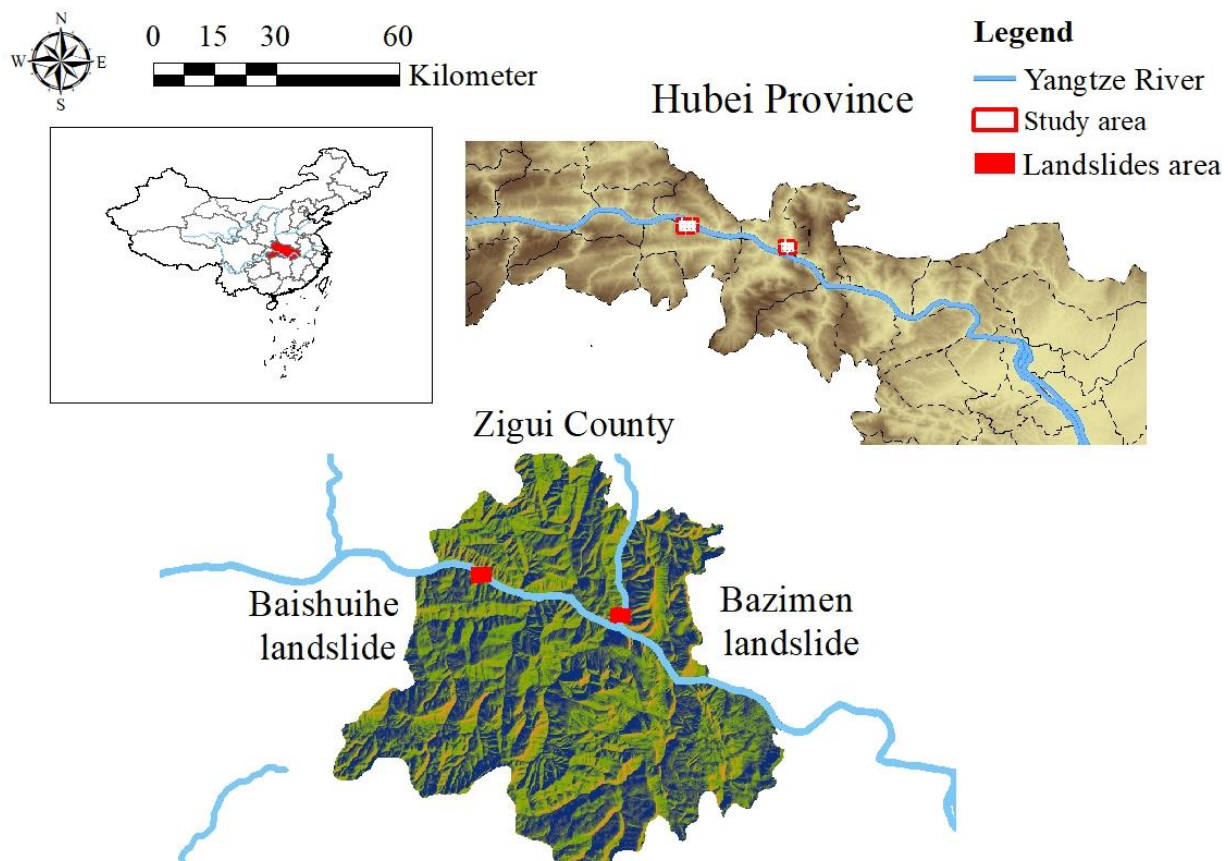 N
W E
S
0 15 30 60
Kilometer
Legend
Yangtze River
Study area
Landslides area
Hubei Province
Zigui County
Baishuihe
landslide
Bazimen
landslide